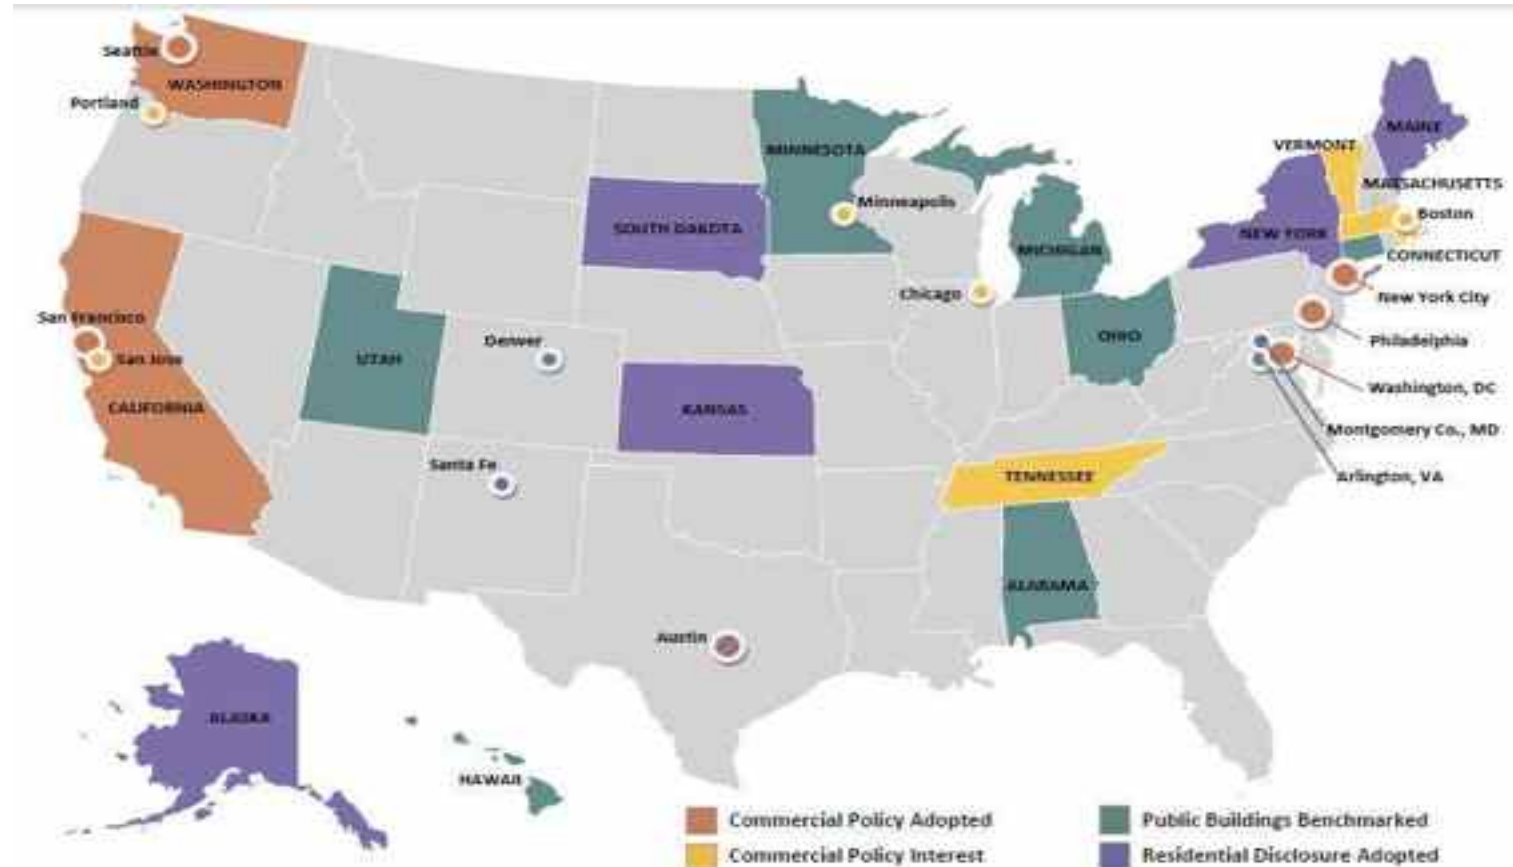 Seattle
WASHINGTON
Portland
MINNESOTA
MAINE
VERMONT
MASSACHUSETTS
Minneapolis
Boston
SOUTH DAKOTA
NEW YORK
MICHIGAN
CONNECTICUT
Chicago
New York City
San Francisco
OHIO
Denver
Philadelphia
San Jose
UTAH
Washington, DC
CALIFORNIA
KANSAS
Montgomery Co., MD
Santa Fe
TENNESSEE
Arlington, VA
ALABAMA
Austin
ALASKA
HAWAII
Commercial Policy Adopted
Public Buildings Benchmarked
Commercial Policy Interest
Residential Disclosure Adopted